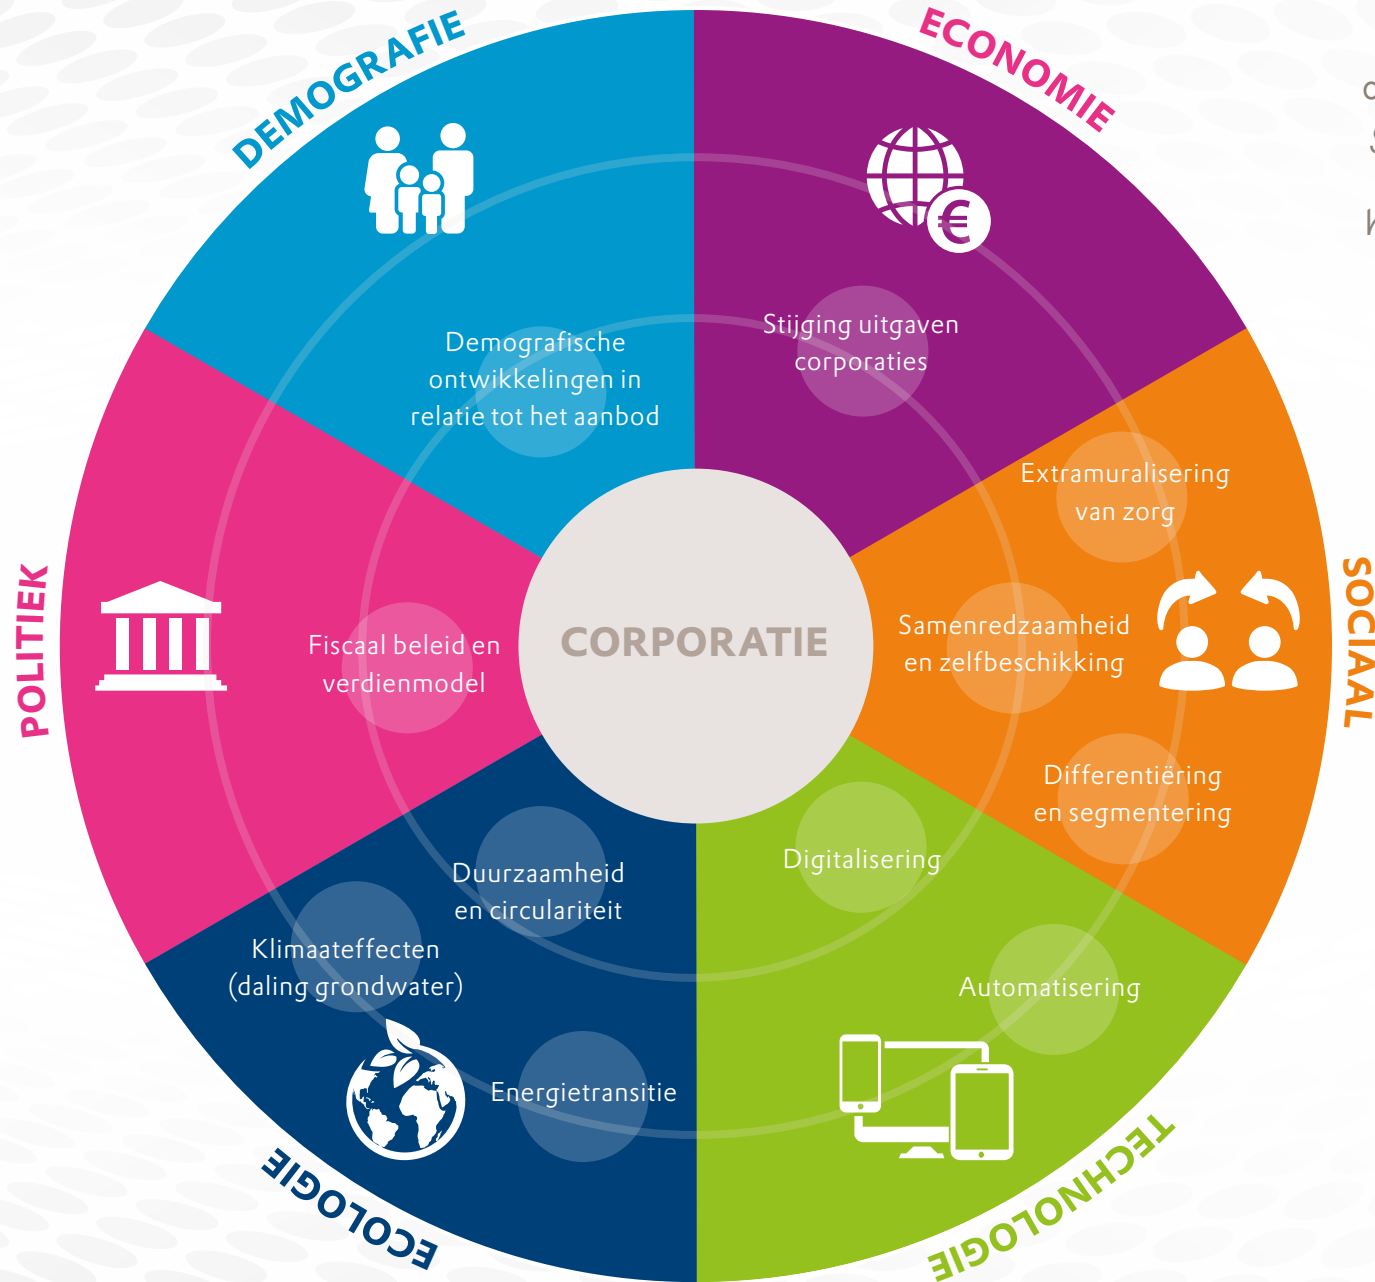 DEMOGRAFIE
ECONOMIE
Demografische
ontwikkelingen in
relatie tot het aanbod
Stijging uitgaven
corporaties
Extramuralisering
van zorg
SOCIAAL
Samenredzaamheid
en zelfbeschikking
Differentiëring
en segmentering
POLITIEK
Fiscaal beleid en
verdienmodel
CORPORATIE
€
Duurzaamheid
en circulariteit
Klimaateffecten
(daling grondwater)
Energietransitie
ECOLOGIE
Digitalisering
Automatisering
TECHNOLOGIE